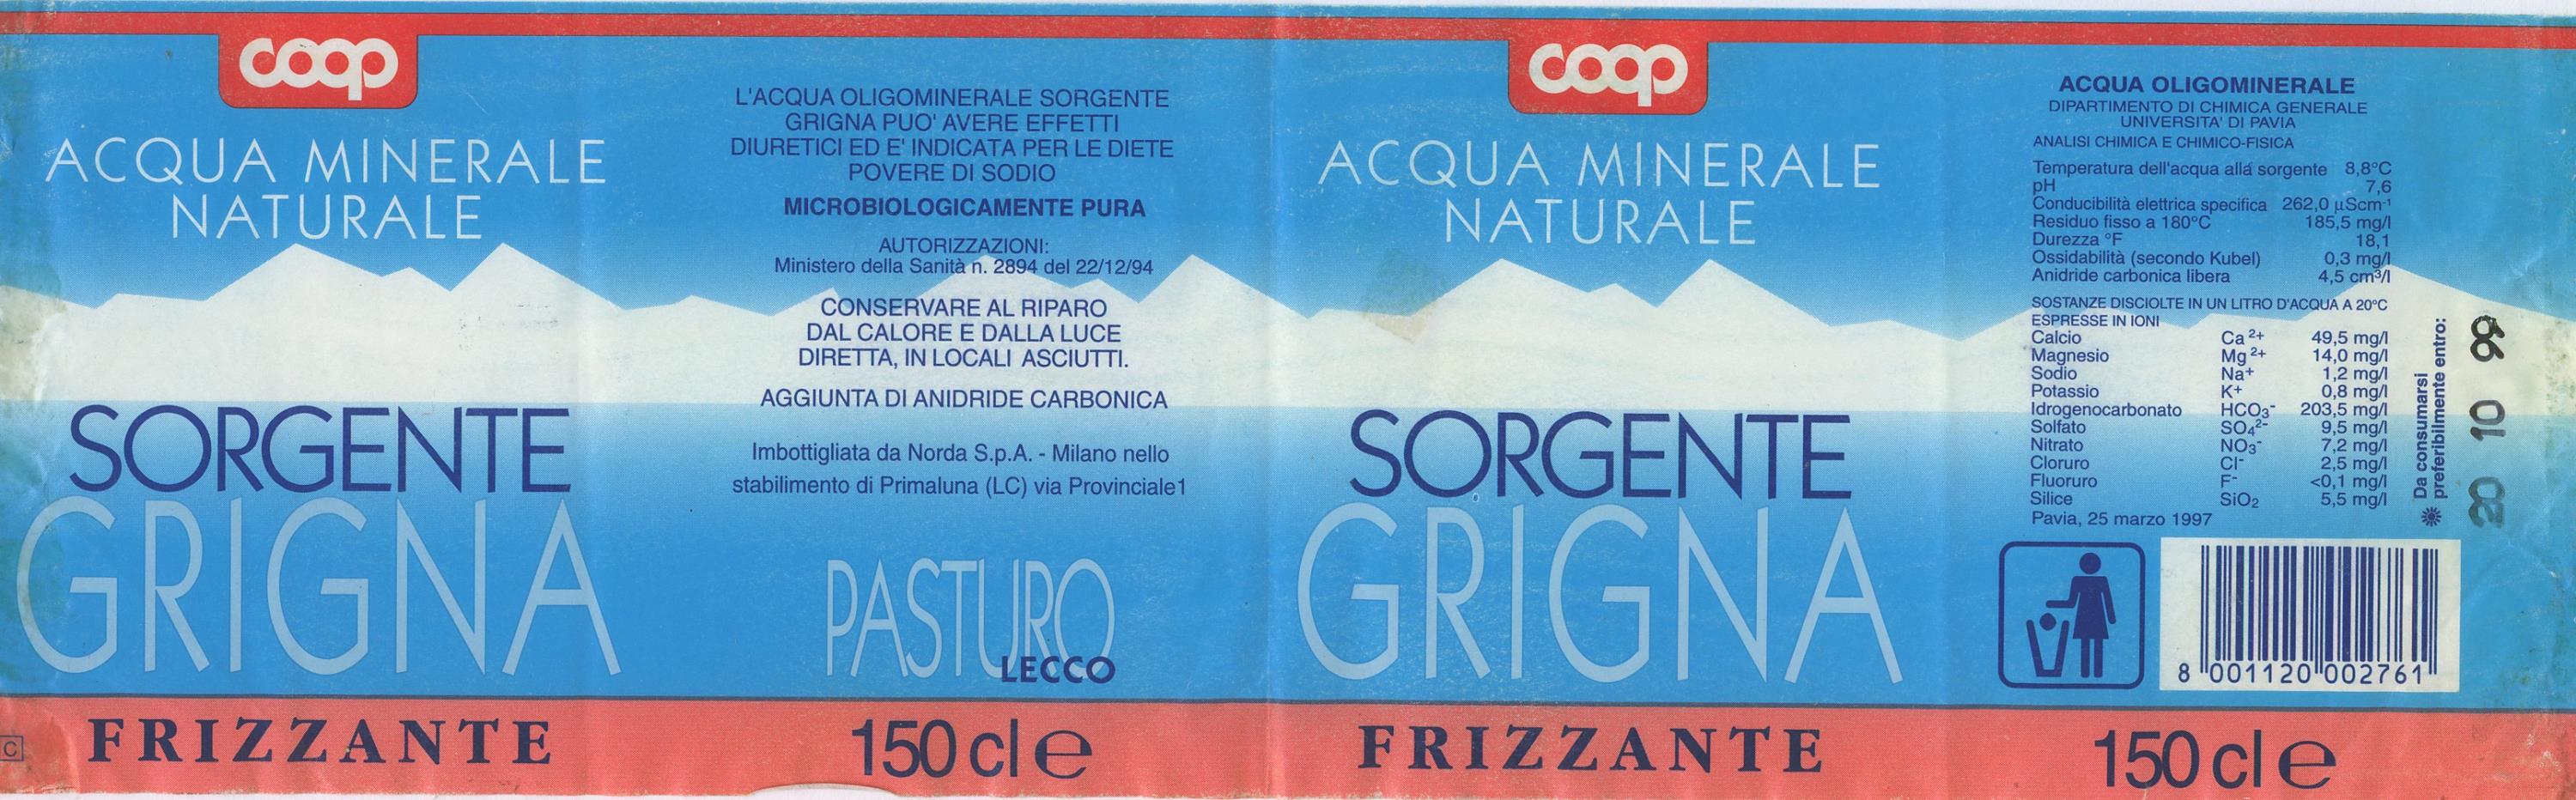 coop
ACQUA MINERALE
NATURALE
SORGENTE
GRIGNA
FRIZZANTE
C
L'ACQUA OLIGOMINERALE SORGENTE
GRIGNA PUO' AVERE EFFETTI
DIURETICI ED E' INDICATA PER LE DIETE
POVERE DI SODIO
MICROBIOLOGICAMENTE PURA
AUTORIZZAZIONI:
Ministero della Sanità n. 2894 del 22/12/94
CONSERVARE AL RIPARO
DAL CALORE E DALLA LUCE
DIRETTA, IN LOCALI ASCIUTTI.
AGGIUNTA DI ANIDRIDE CARBONICA
Imbottigliata da Norda S.p.A. - Milano nello
stabilimento di Primaluna (LC) via Provinciale1
PASTURO
LECCO
150 cl e
coop
ACQUA MINERALE
NATURALE
SORGENTE
GRIGNA
FRIZZANTE
ACQUA OLIGOMINERALE
DIPARTIMENTO DI CHIMICA GENERALE
UNIVERSITA' DI PAVIA
ANALISI CHIMICA E CHIMICO-FISICA
Temperatura dell'acqua alla sorgente 8,8°C
pH 7,6
Conducibilità elettrica specifica 262,0 µScm-¹
Residuo fisso a 180°C 185,5 mg/l
Durezza °F 18,1
Ossidabilità (secondo Kubel) 0,3 mg/l
Anidride carbonica libera 4,5 cm³/l
SOSTANZE DISCIOLTE IN UN LITRO D'ACQUA A 20°C
ESPRESSE IN IONI
Calcio Ca 2+ 49,5 mg/l
Magnesio Mg 2+ 14,0 mg/l
Sodio Na+ 1,2 mg/l
Potassio K+ 0,8 mg/l
Idrogenocarbonato HCO3- 203,5 mg/l
Solfato SO4 2- 9,5 mg/l
Nitrato NO3- 7,2 mg/l
Cloruro Cl- 2,5 mg/l
Fluoruro F- <0,1 mg/l
Silice SiO2 5,5 mg/l
Pavia, 25 marzo 1997
Da consumarsi
preferibilmente entro:
20 10 99
8 001120 002761
150 cl e